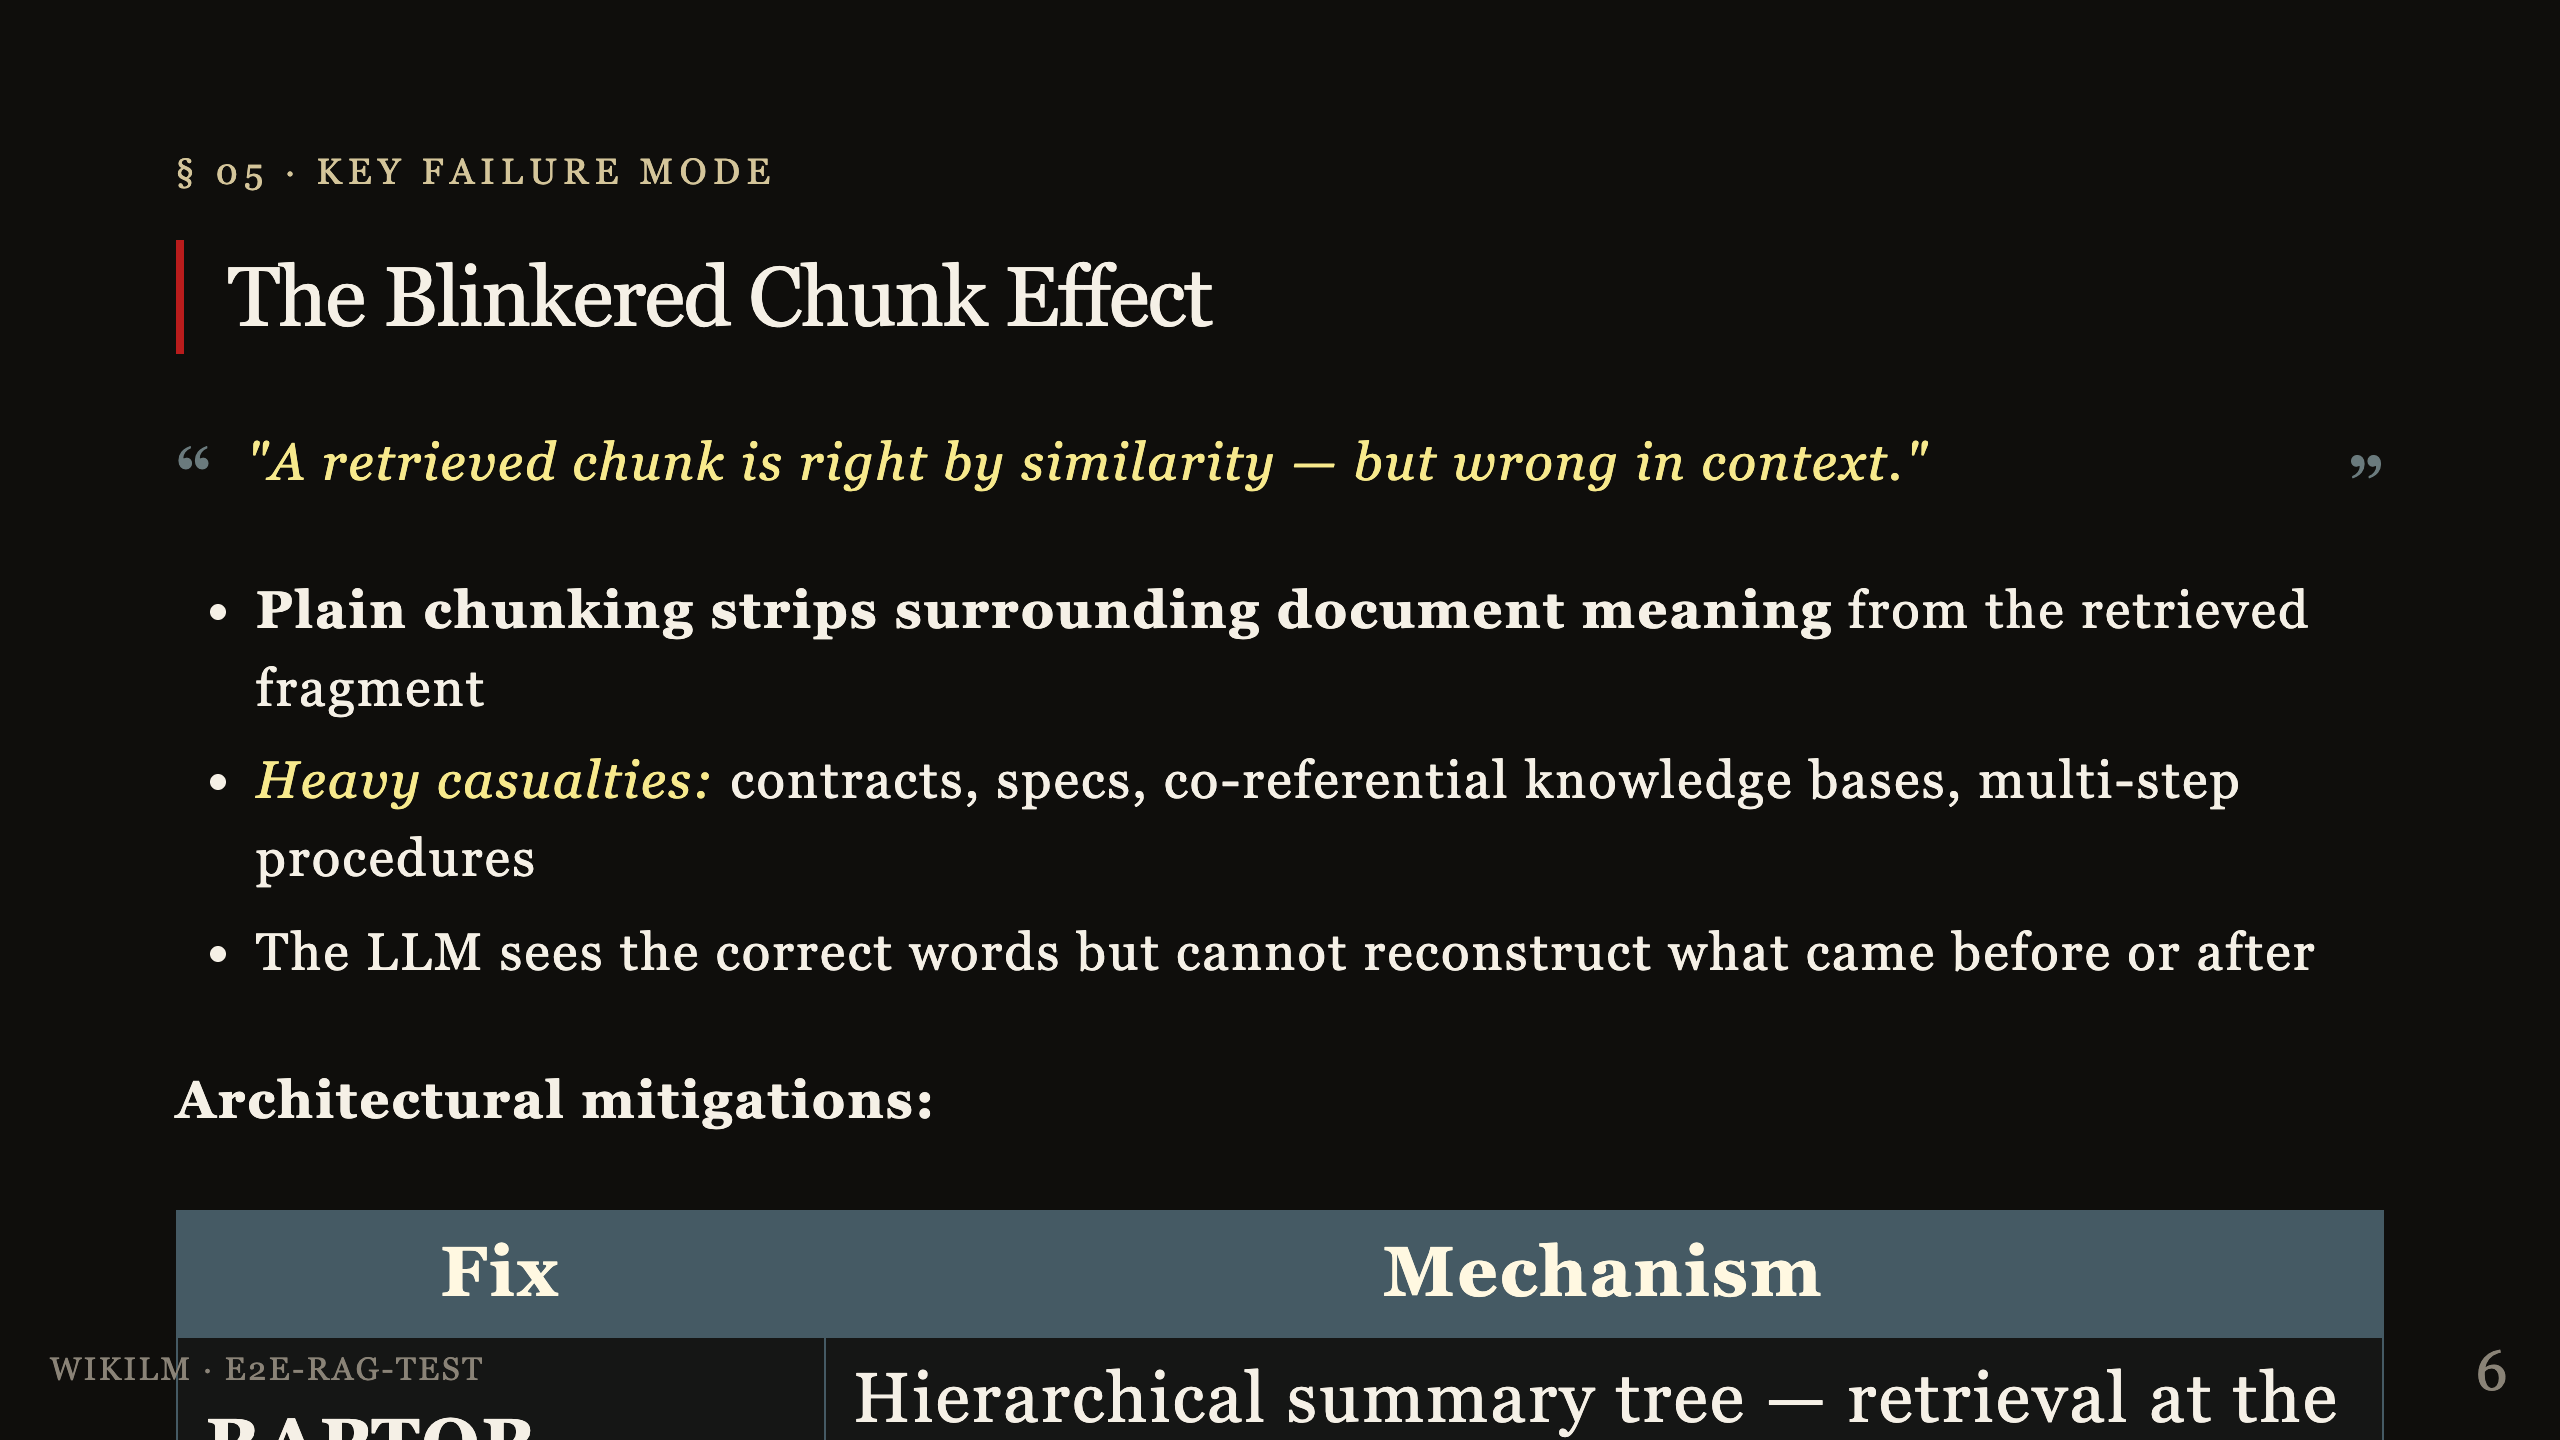 § 05 · KEY FAILURE MODE
The Blinkered Chunk Effect
“ "A retrieved chunk is right by similarity — but wrong in context." ”
• Plain chunking strips surrounding document meaning from the retrieved
fragment
• Heavy casualties: contracts, specs, co-referential knowledge bases, multi-step
procedures
• The LLM sees the correct words but cannot reconstruct what came before or after
Architectural mitigations:
Fix Mechanism
WIKILM · E2E-RAG-TEST
6
Hierarchical summary tree — retrieval at the
RAPTOR